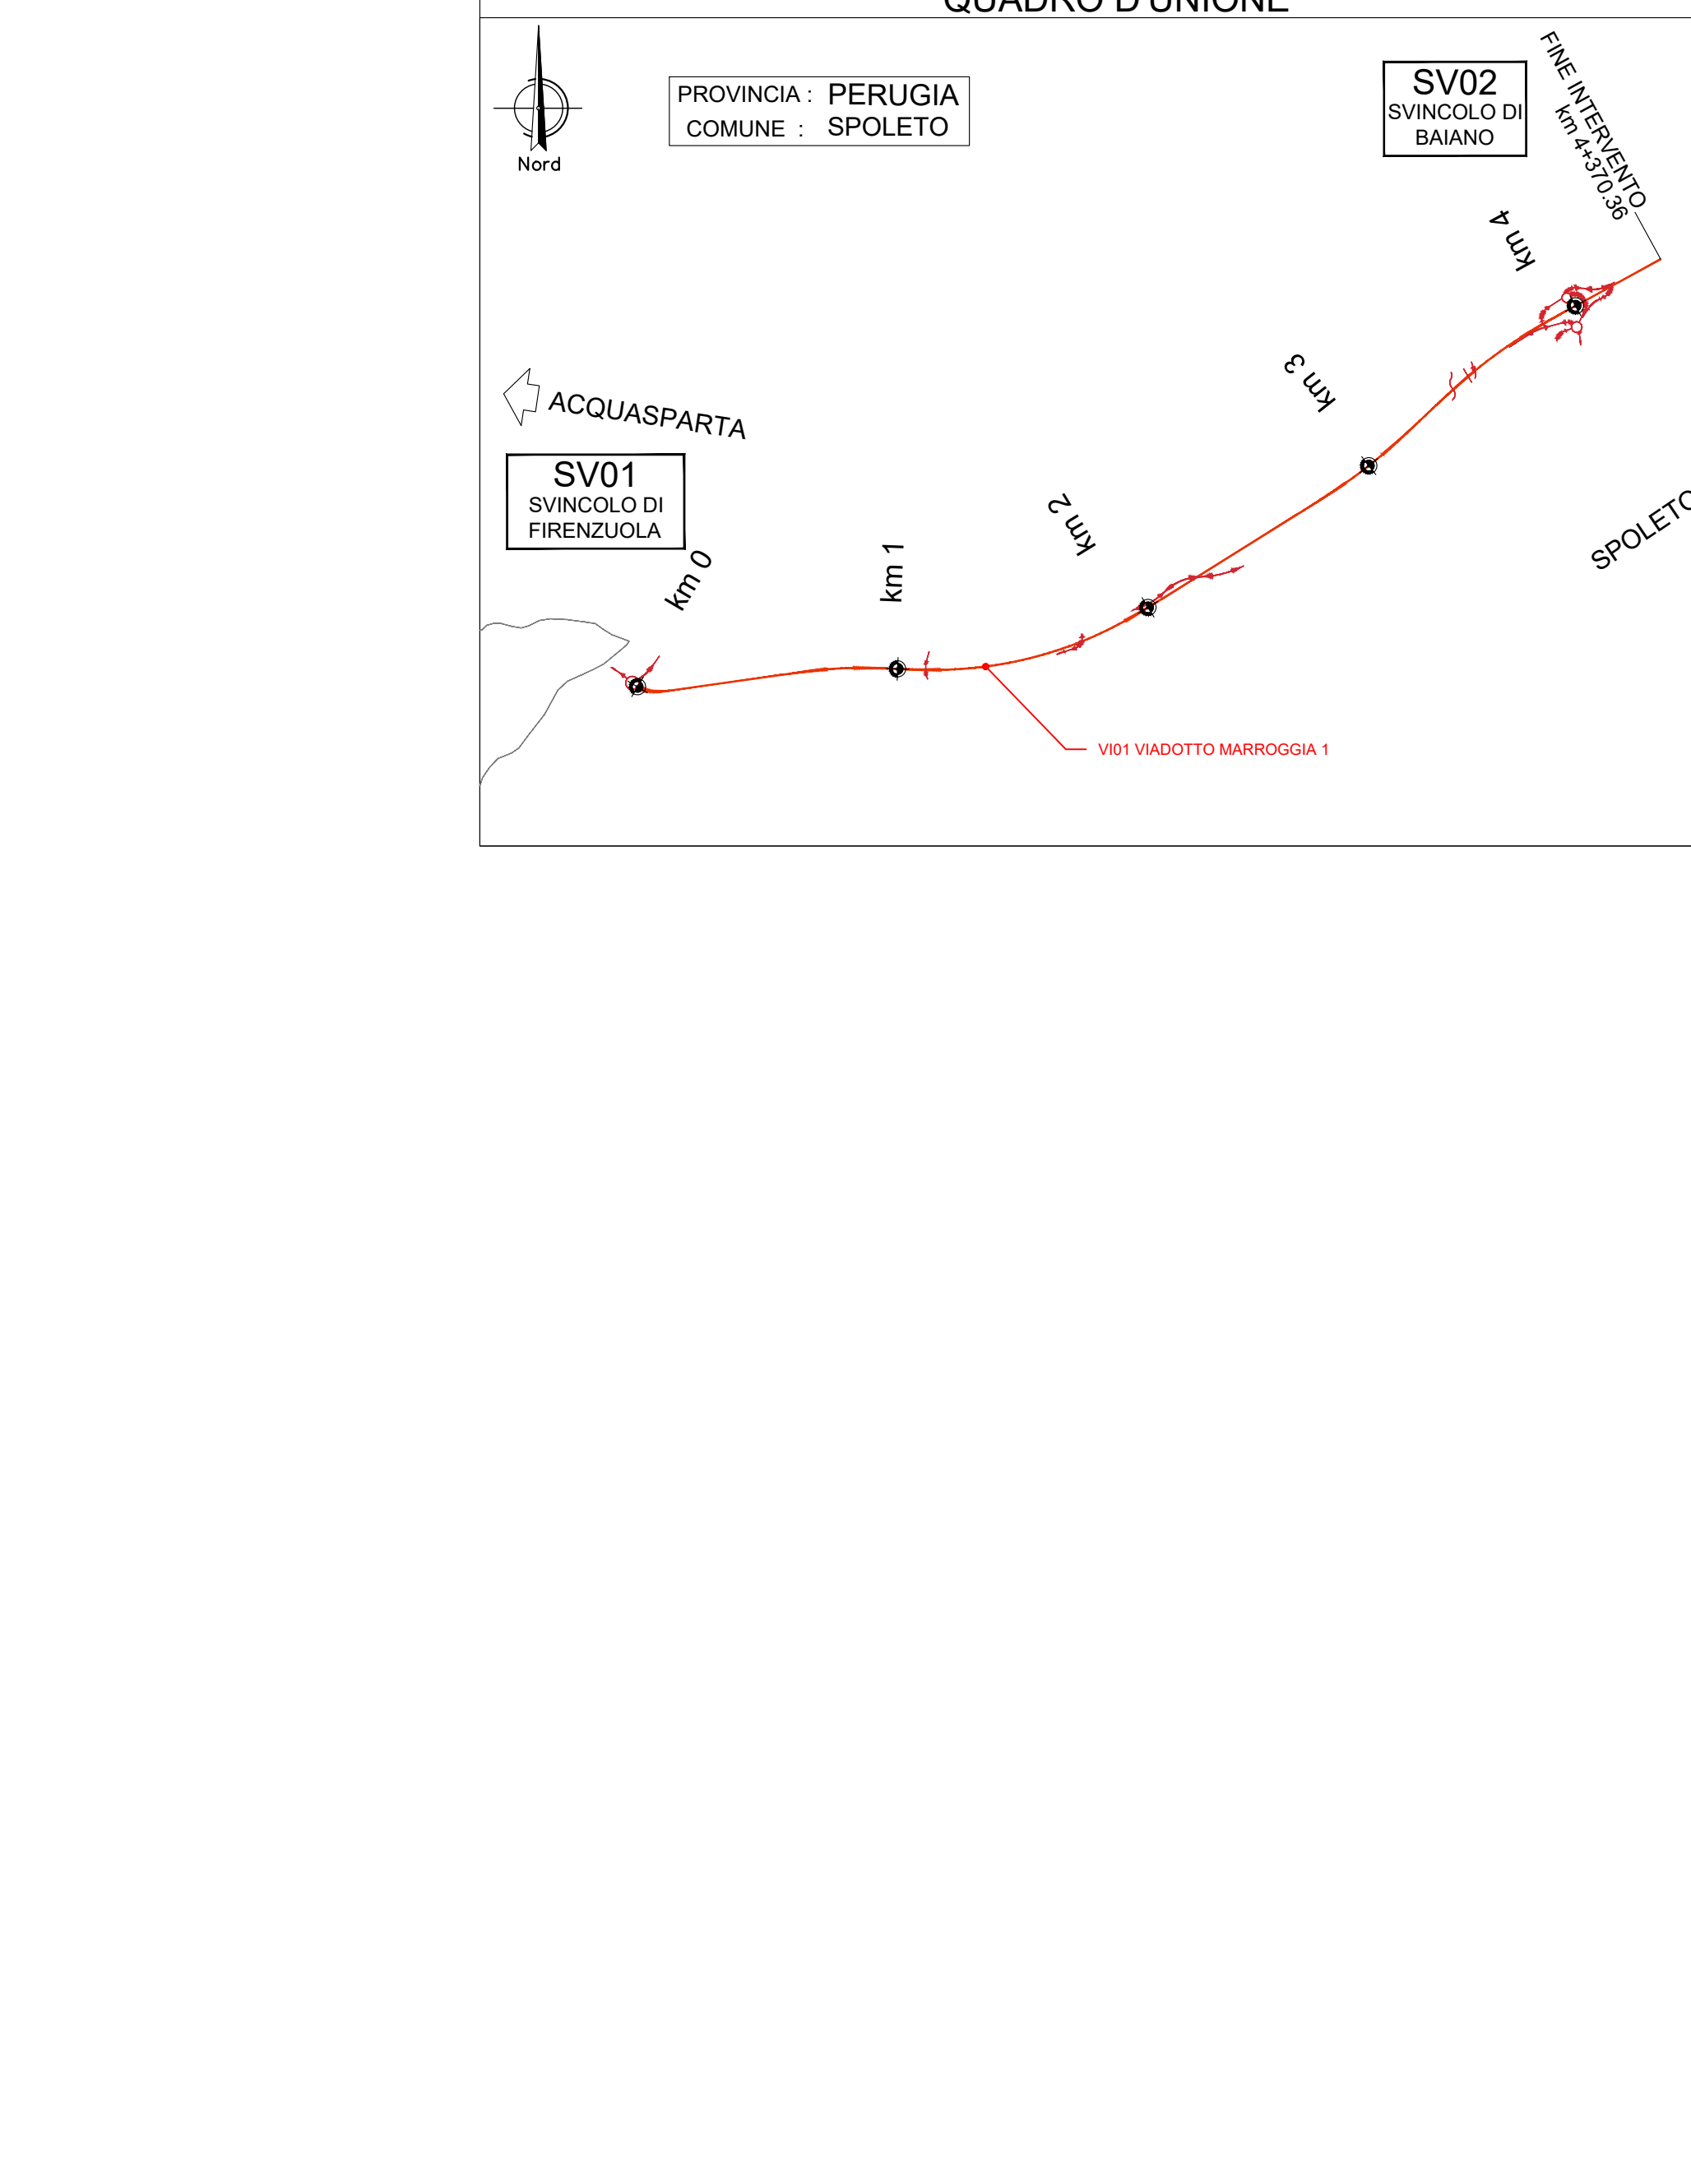 QUADRO D'UNIONE
Nord
PROVINCIA : PERUGIA
COMUNE : SPOLETO
SV02
SVINCOLO DI
BAIANO
FINE INTERVENTO
km 4+370.36
km 4
km 3
ACQUASPARTA
SV01
SVINCOLO DI
FIRENZUOLA
km 0
km 1
km 2
SPOLETO
VI01 VIADOTTO MARROGGIA 1